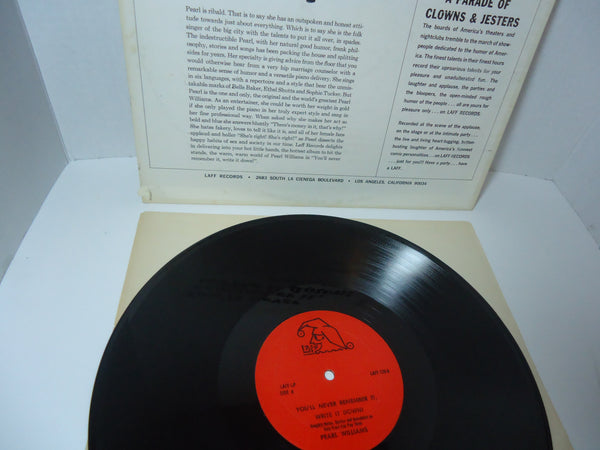 Pearl is ribald. That is to say she has an outspoken and honest atti-
tude towards just about everything. Which to say she is the folk
singer of the big city with the talents to put it all over, in spades.
The indestructible Pearl, with her natural good humor, frank phil-
osophy, stories and songs has been packing the house and splitting
sides for years. Her specialty is giving advice from the floor that you
would otherwise hear from a very hip marriage counselor with a
remarkable sense of humor and a versatile piano delivery. She sings
in six languages, with a repertoire and a style that bear the unmis-
takable marks of Belle Baker, Ethel Shutta and Sophie Tucker. But
Pearl is the one and only, the original and the world's greatest Pearl
Williams. As an entertainer, she could be worth her weight in gold
if she only played the piano in her truly expert style and sang in
her fine professional way. When asked why she makes her act so
bold and blue she answers bluntly "There's money in it, that's why!"
She hates fakery, loves to tell it like it is, and all of her female fans
applaud and holler "She's right! She's right!" as Pearl disects the
happy habits of sex and society in our time. Laff Records delights
in delivering into your hot little hands, the hottest album to hit the
stands, the warm, warm world of Pearl Williams in "You'll never
remember it, write it down!".
LAFF RECORDS • 2683 SOUTH LA CIENEGA BOULEVARD • LOS ANGELES, CALIFORNIA 90034
A PARADE OF
CLOWNS & JESTERS
The boards of America's theaters and
nightclubs tremble to the march of show-
people dedicated to the humor of Amer-
ica. The finest talents in their finest hours
record their uproarious talents for your
pleasure and unadulterated fun. The
laughter and applause, the parties and
the bloopers, the open-minded rough
humor of the people . . . all are yours for
pleasure only . . . on LAFF RECORDS.
Recorded at the scene of the applause,
on the stage or at the intimate party . . .
the live and living heart-tugging, button
busting laughter of America's funniest
comic personalities . . . on LAFF RECORDS
. . . just for you!!! Have a party . . . have
a LAFF.
LAFF
LAFF LP
SIDE A
YOU'LL NEVER REMEMBER IT,
WRITE IT DOWN!
PEARL WILLIAMS